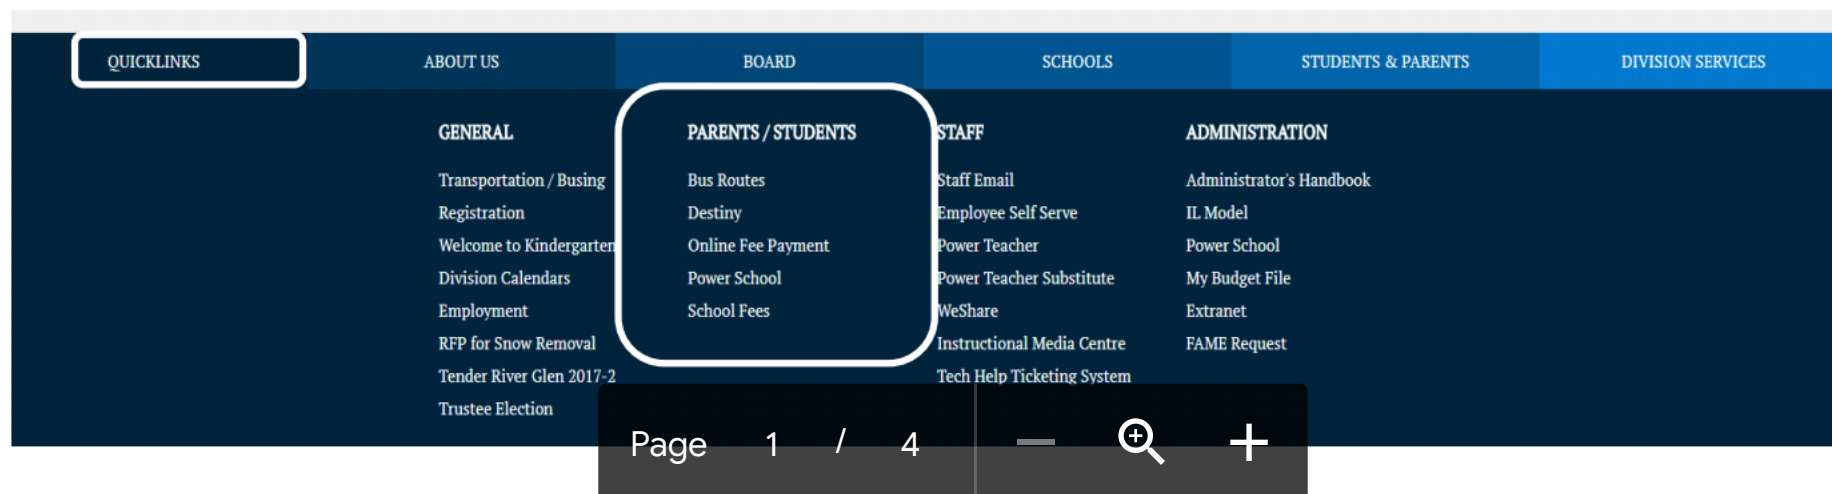 QUICKLINKS ABOUT US BOARD SCHOOLS STUDENTS & PARENTS DIVISION SERVICES
GENERAL
Transportation / Busing
Registration
Welcome to Kindergarten
Division Calendars
Employment
RFP for Snow Removal
Tender River Glen 2017-2
Trustee Election
PARENTS / STUDENTS
Bus Routes
Destiny
Online Fee Payment
Power School
School Fees
STAFF
Staff Email
Employee Self Serve
Power Teacher
Power Teacher Substitute
WeShare
Instructional Media Centre
Tech Help Ticketing System
ADMINISTRATION
Administrator's Handbook
IL Model
Power School
My Budget File
Extranet
FAME Request
Page 1 / 4